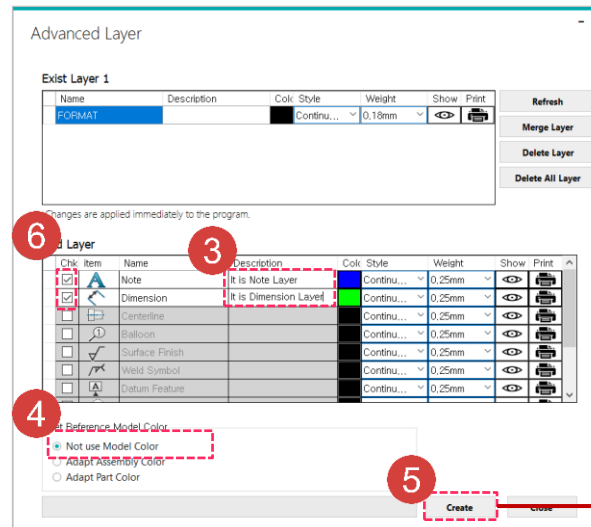 Advanced Layer
Exist Layer 1
Name Description Colc Style Weight Show Print
FORMAT Continu... 0,18mm
Refresh
Merge Layer
Delete Layer
Delete All Layer
Changes are applied immediately to the program.
6
d Layer
3
Chk Item Name Description Colc Style Weight Show Print
A Note It is Note Layer Continu... 0,25mm
Dimension It is Dimension Layer Continu... 0,25mm
Centerline Continu... 0,25mm
1 Balloon Continu... 0,25mm
Surface Finish Continu... 0,25mm
Weld Symbol Continu... 0,25mm
A Datum Feature Continu... 0,25mm
4
et Reference Model Color
Not use Model Color
Adapt Assembly Color
Adapt Part Color
5
Create
Close